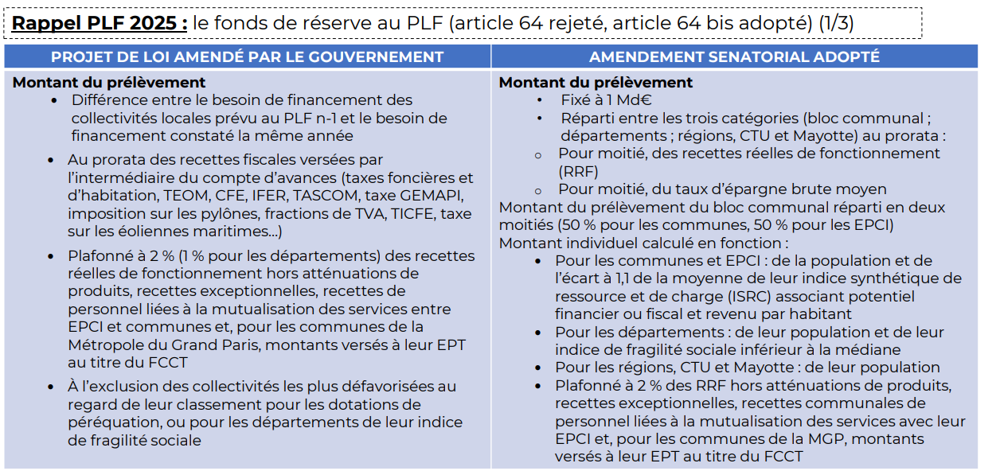 Rappel PLF 2025 : le fonds de réserve au PLF (article 64 rejeté, article 64 bis adopté) (1/3)
PROJET DE LOI AMENDÉ PAR LE GOUVERNEMENT
Montant du prélèvement
• Différence entre le besoin de financement des
collectivités locales prévu au PLF n-1 et le besoin de
financement constaté la même année
• Au prorata des recettes fiscales versées par
l’intermédiaire du compte d’avances (taxes foncières et
d’habitation, TEOM, CFE, IFER, TASCOM, taxe GEMAPI,
imposition sur les pylônes, fractions de TVA, TICFE, taxe
sur les éoliennes maritimes…)
• Plafonné à 2 % (1 % pour les départements) des recettes
réelles de fonctionnement hors atténuations de
produits, recettes exceptionnelles, recettes de
personnel liées à la mutualisation des services entre
EPCI et communes et, pour les communes de la
Métropole du Grand Paris, montants versés à leur EPT
au titre du FCCT
• À l’exclusion des collectivités les plus défavorisées au
regard de leur classement pour les dotations de
péréquation, ou pour les départements de leur indice
de fragilité sociale
AMENDEMENT SENATORIAL ADOPTÉ
Montant du prélèvement
• Fixé à 1 Md€
• Réparti entre les trois catégories (bloc communal ;
départements ; régions, CTU et Mayotte) au prorata :
o Pour moitié, des recettes réelles de fonctionnement
(RRF)
o Pour moitié, du taux d’épargne brute moyen
Montant du prélèvement du bloc communal réparti en deux
moitiés (50 % pour les communes, 50 % pour les EPCI)
Montant individuel calculé en fonction :
• Pour les communes et EPCI : de la population et de
l’écart à 1,1 de la moyenne de leur indice synthétique de
ressource et de charge (ISRC) associant potentiel
financier ou fiscal et revenu par habitant
• Pour les départements : de leur population et de leur
indice de fragilité sociale inférieur à la médiane
• Pour les régions, CTU et Mayotte : de leur population
• Plafonné à 2 % des RRF hors atténuations de produits,
recettes exceptionnelles, recettes communales de
personnel liées à la mutualisation des services avec leur
EPCI et, pour les communes de la MGP, montants
versés à leur EPT au titre du FCCT